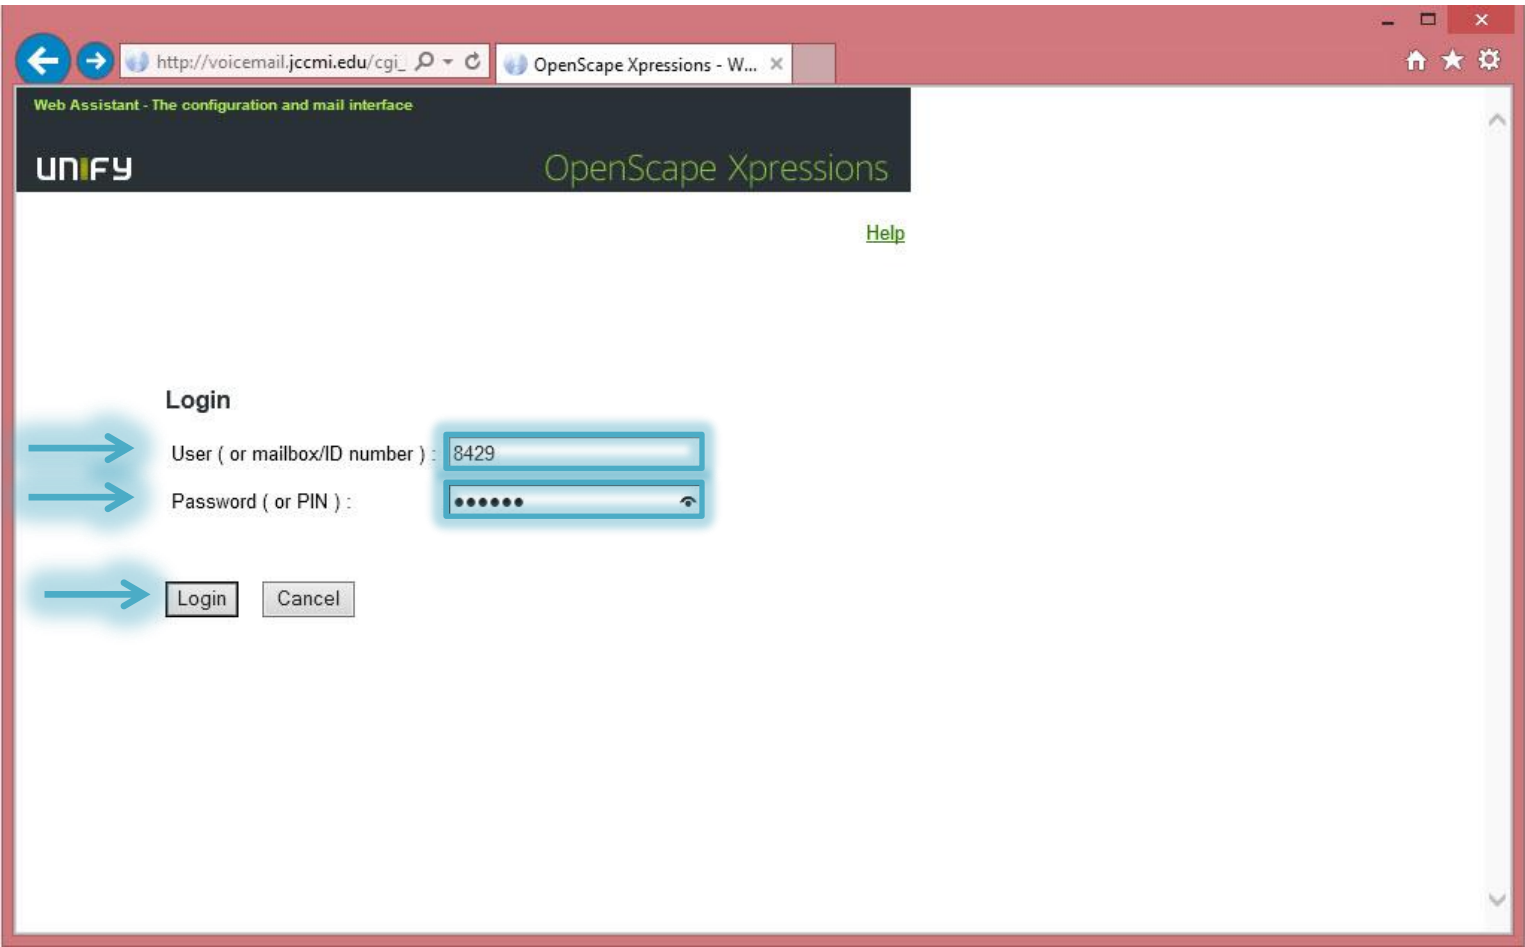 http://voicemail.jccmi.edu/cgi_
OpenScape Xpressions - W...
Web Assistant - The configuration and mail interface
UNIFY
OpenScape Xpressions
Help
Login
User ( or mailbox/ID number ) : 8429
Password ( or PIN ) : ●●●●●●
Login Cancel